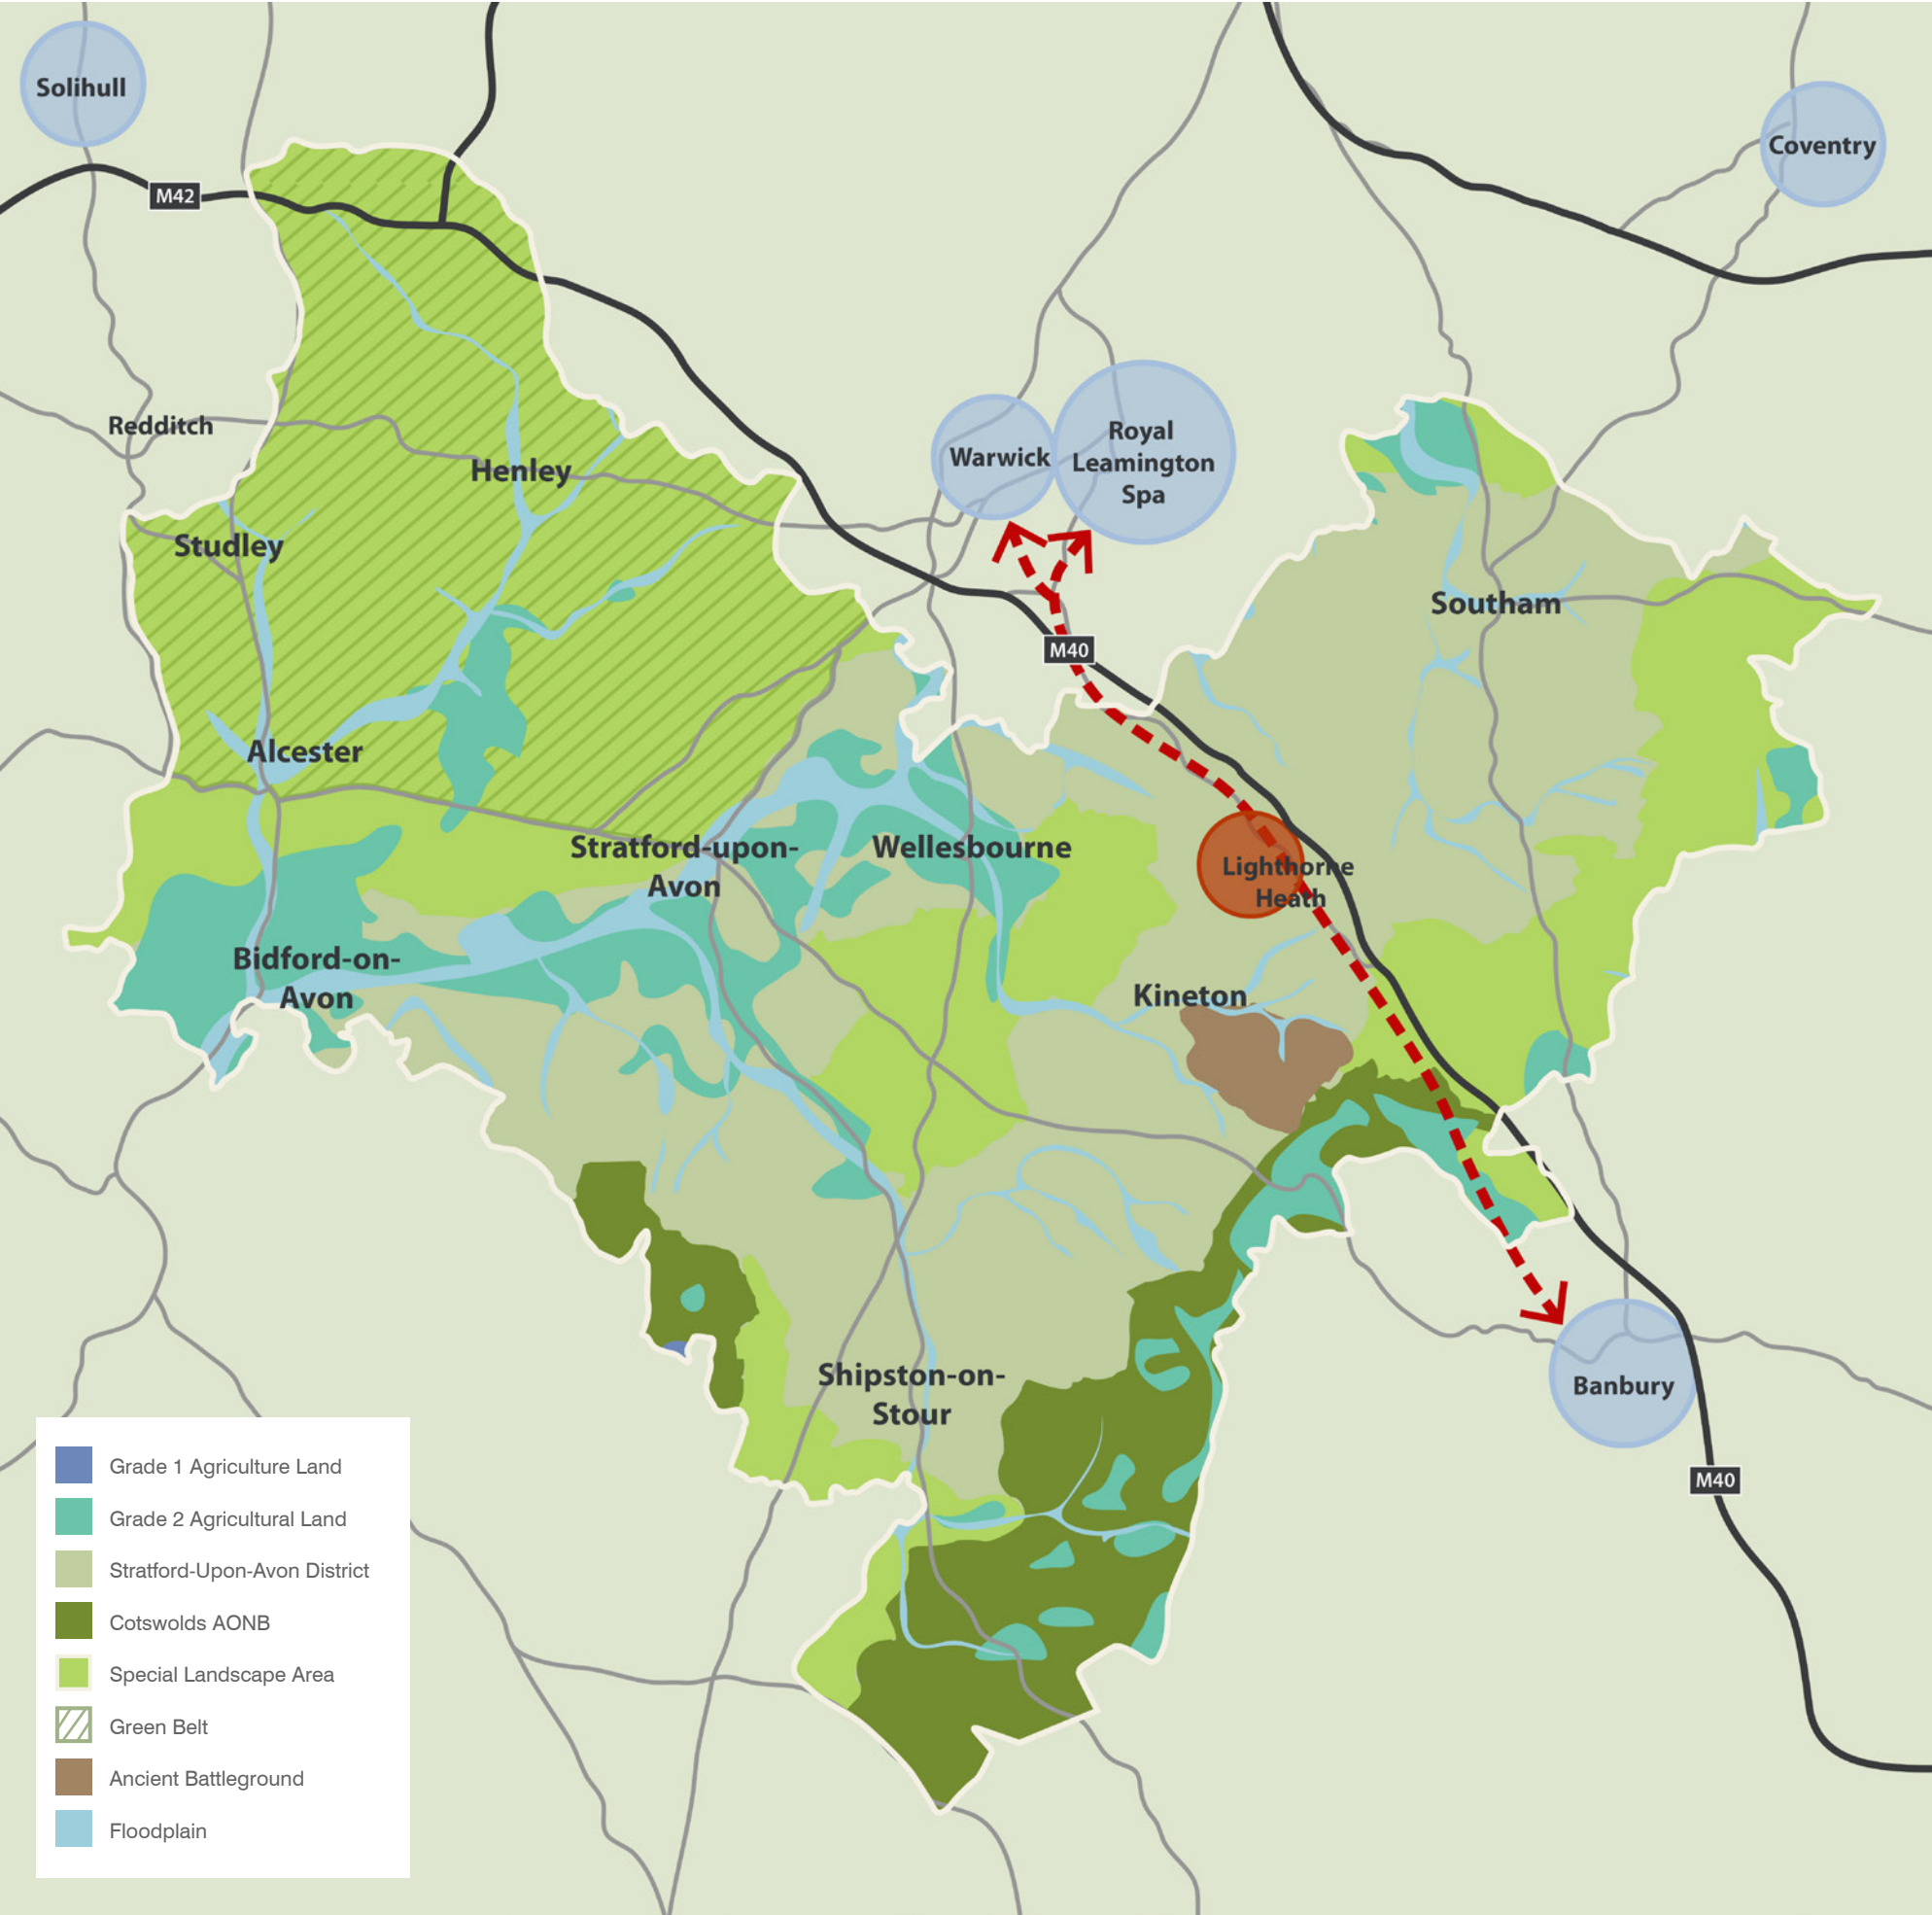 Solihull
Coventry
M42
Redditch
Warwick
Royal
Leamington
Spa
Henley
Studley
Southam
M40
Alcester
Stratford-upon-
Avon
Wellesbourne
Lighthorne
Heath
Bidford-on-
Avon
Kineton
Shipston-on-
Stour
Banbury
M40
Grade 1 Agriculture Land
Grade 2 Agricultural Land
Stratford-Upon-Avon District
Cotswolds AONB
Special Landscape Area
Green Belt
Ancient Battleground
Floodplain